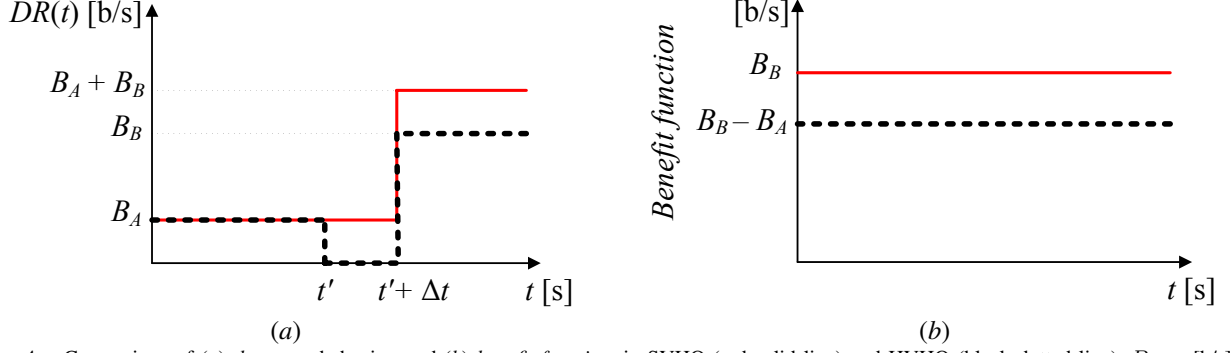 DR(t) [b/s]
B_A + B_B
B_B
B_A
t′
t′+ Δt
t [s]
(a)
[b/s]
Benefit function
B_B
B_B – B_A
t [s]
(b)